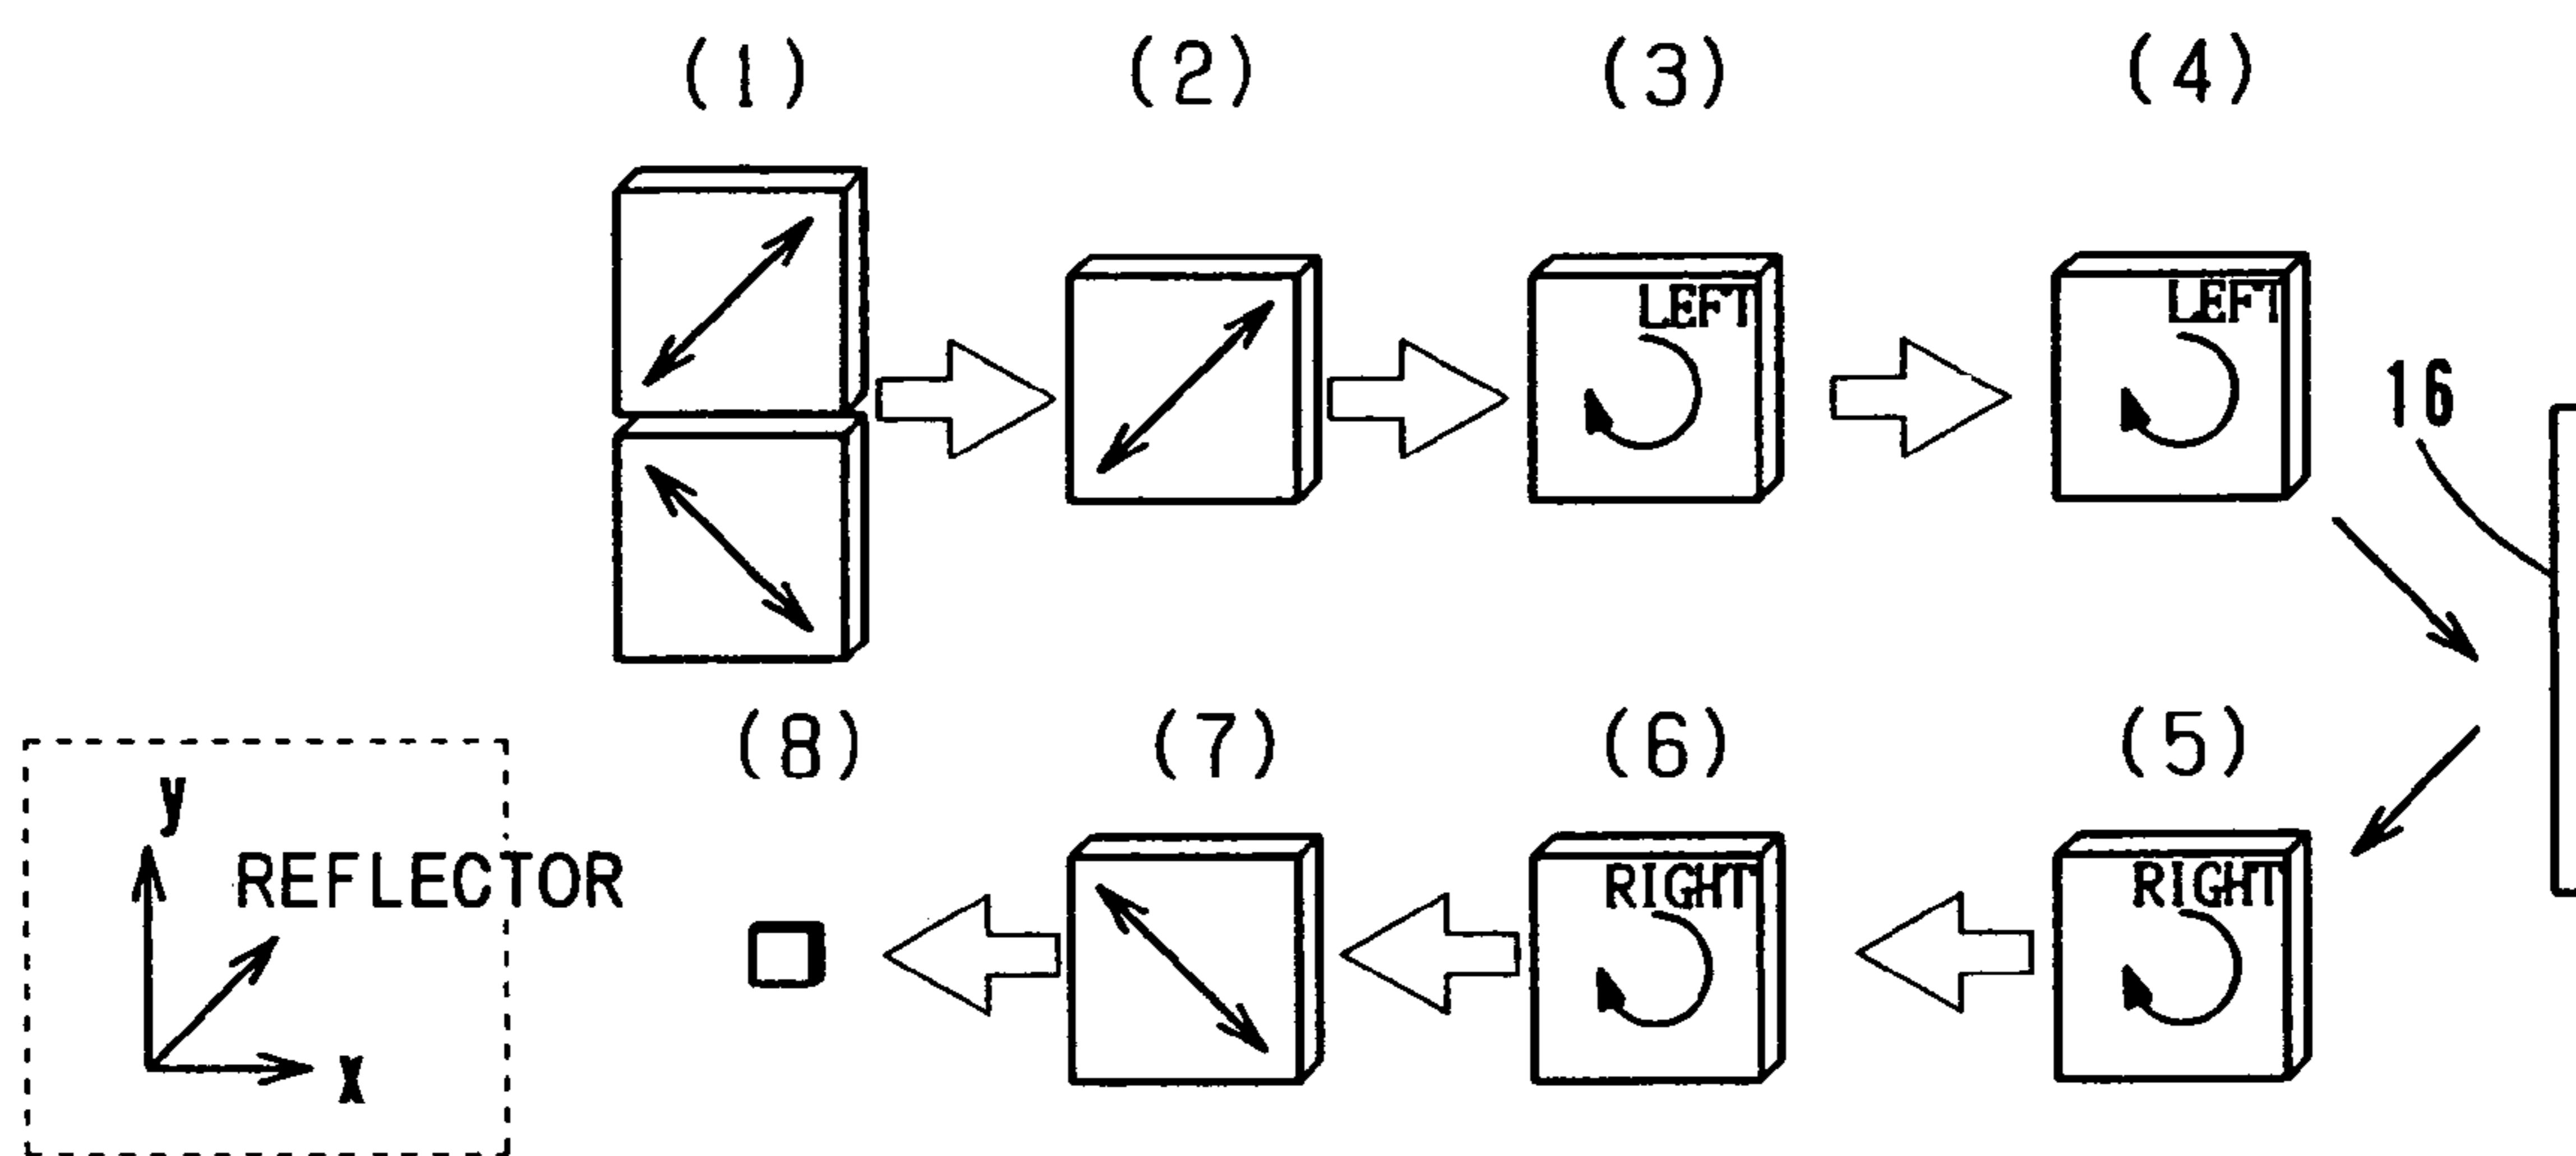 (1) (2) (3) (4)
LEFT LEFT
16
(8) (7) (6) (5)
y
REFLECTOR RIGHT RIGHT
x